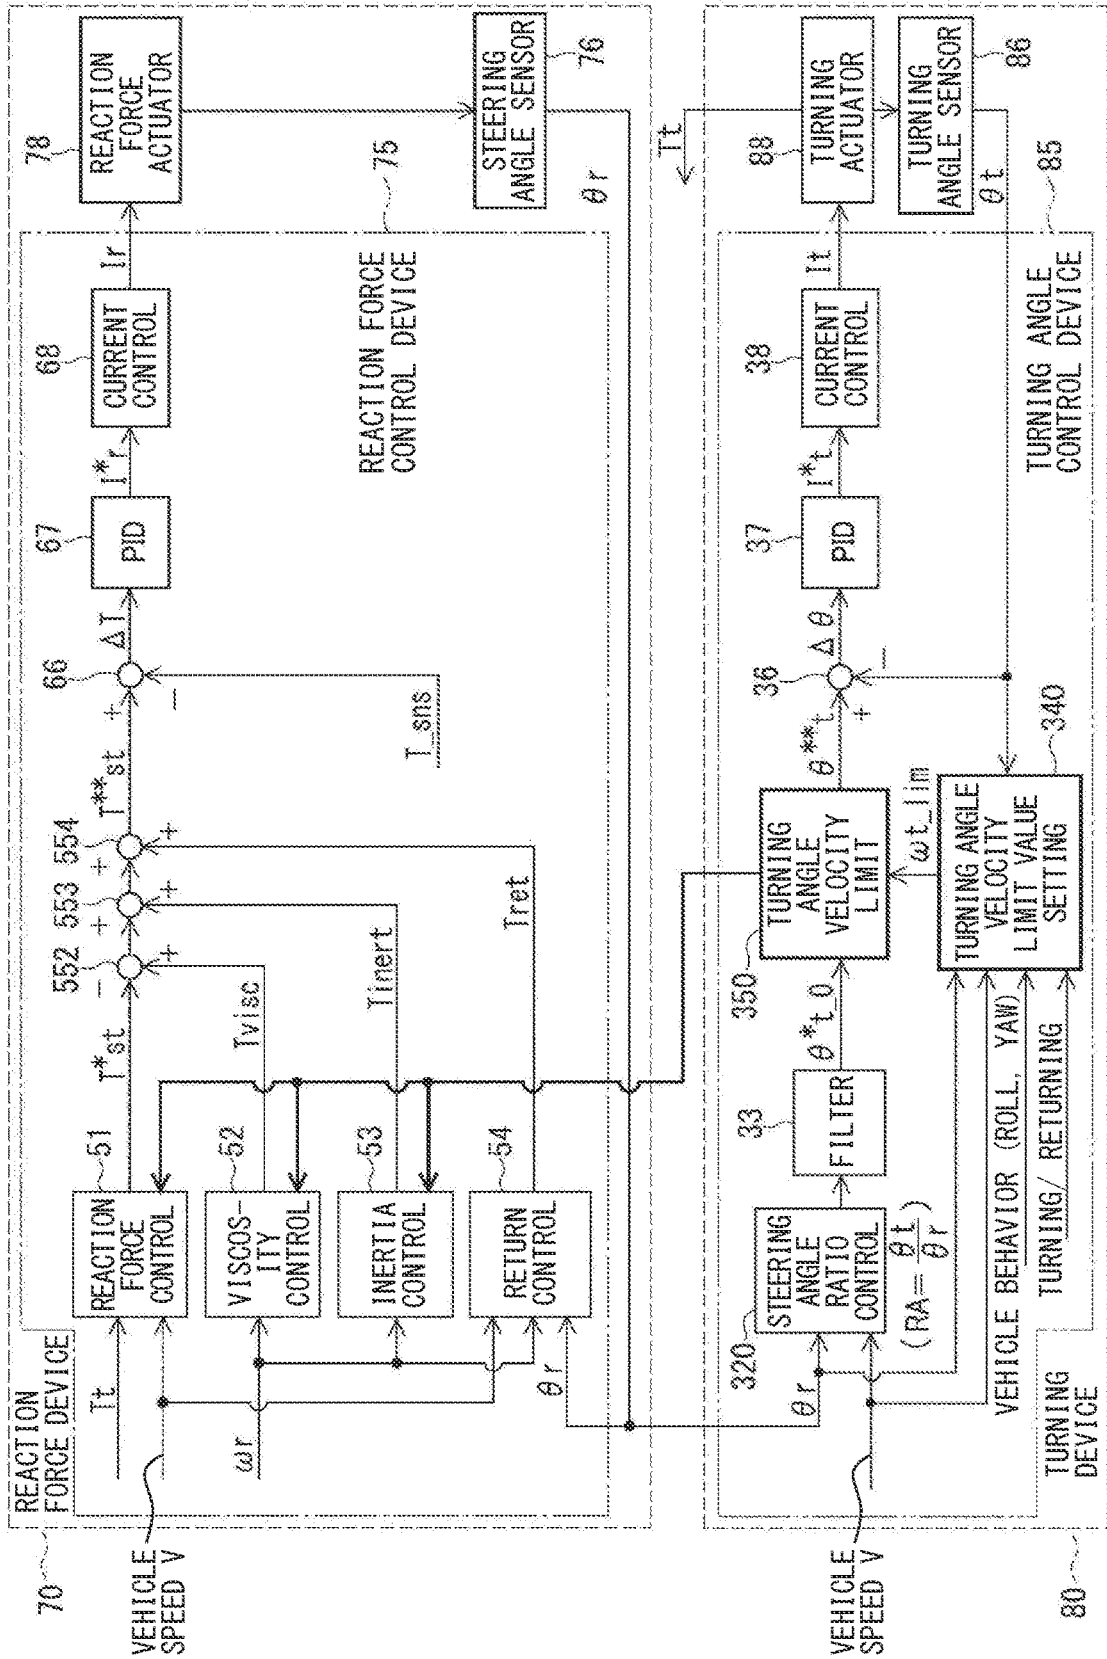 REACTION
FORCE DEVICE
70
VEHICLE
SPEED V
Tt
ωr
θr
REACTION
FORCE
CONTROL
51
VISCOS-
ITY
CONTROL
52
INERTIA
CONTROL
53
RETURN
CONTROL
54
T*st
Tvisc
Tinert
Tret
552
553
554
-
+
+
+
+
+
T**st
T_sns
66
+
-
ΔT
PID
67
I*r
CURRENT
CONTROL
68
Ir
REACTION FORCE
CONTROL DEVICE
75
REACTION
FORCE
ACTUATOR
78
STEERING
ANGLE SENSOR
76
θr
TURNING
DEVICE
80
VEHICLE
SPEED V
θr
STEERING
ANGLE
RATIO
CONTROL
320
(RA=θt/θr)
VEHICLE BEHAVIOR (ROLL, YAW)
TURNING/ RETURNING
FILTER
33
θ*t_0
TURNING
ANGLE
VELOCITY
LIMIT
350
ωt_lim
TURNING ANGLE
VELOCITY
LIMIT VALUE
SETTING
340
θ**t
36
+
-
Δθ
PID
37
I*t
CURRENT
CONTROL
38
It
TURNING ANGLE
CONTROL DEVICE
85
Tt
TURNING
ACTUATOR
88
TURNING
ANGLE SENSOR
86
θt